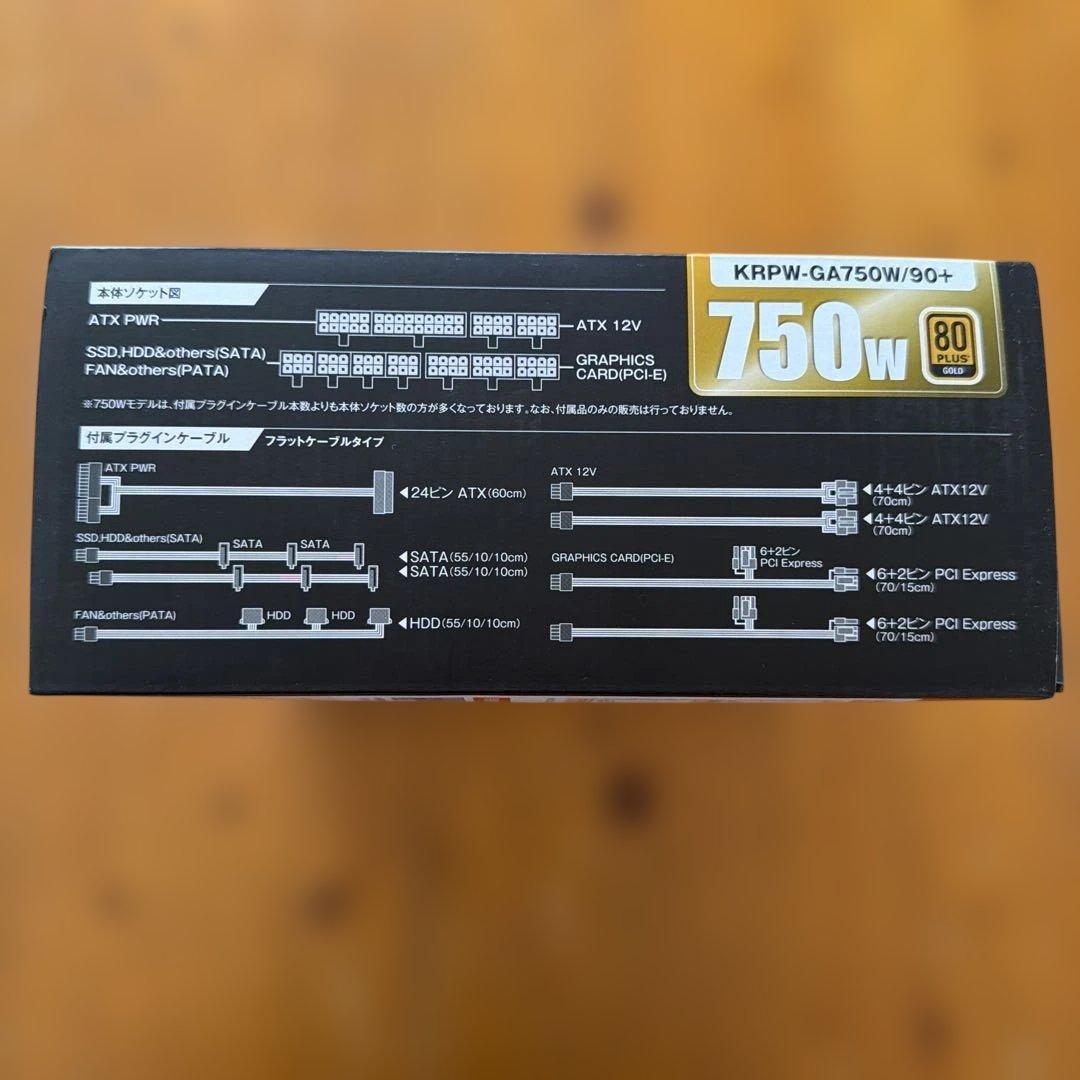 KRPW-GA750W/90+
750W
80
PLUS
GOLD
本体ソケット図
ATX PWR
ATX 12V
SSD,HDD&others(SATA)
FAN&others(PATA)
GRAPHICS
CARD(PCI-E)
※750Wモデルは、付属プラグインケーブル本数よりも本体ソケット数の方が多くなっております。なお、付属品のみの販売は行っておりません。
付属プラグインケーブル
フラットケーブルタイプ
ATX PWR
◀24ピン ATX(60cm)
SSD,HDD&others(SATA)
SATA
SATA
◀SATA(55/10/10cm)
◀SATA(55/10/10cm)
FAN&others(PATA)
HDD
HDD
◀HDD(55/10/10cm)
ATX 12V
◀4+4ピン ATX12V
(70cm)
◀4+4ピン ATX12V
(70cm)
GRAPHICS CARD(PCI-E)
6+2ピン
PCI Express
◀6+2ピン PCI Express
(70/15cm)
◀6+2ピン PCI Express
(70/15cm)